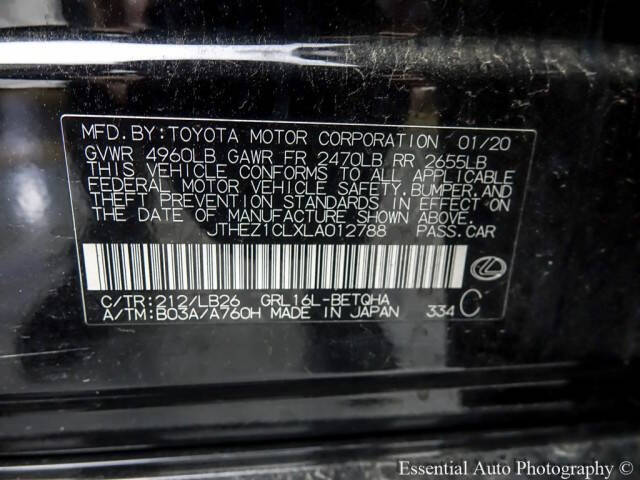 MFD. BY: TOYOTA MOTOR CORPORATION 01/20
GVWR 4960LB GAWR FR 2470LB RR 2655LB
THIS VEHICLE CONFORMS TO ALL APPLICABLE
FEDERAL MOTOR VEHICLE SAFETY, BUMPER, AND
THEFT PREVENTION STANDARDS IN EFFECT ON
THE DATE OF MANUFACTURE SHOWN ABOVE.
JTHEZ1CLXLA012788 PASS.CAR
C/TR:212/LB26 GRL16L-BETQHA
A/TM:B03A/A760H MADE IN JAPAN 334 C
Essential Auto Photography (C)